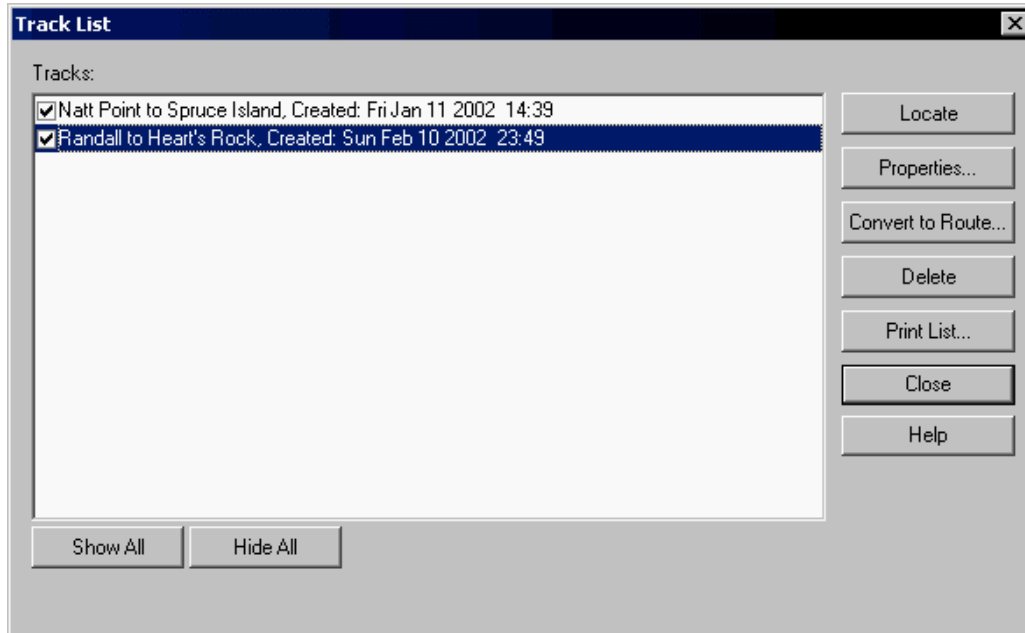 Track List
Tracks:
Natt Point to Spruce Island, Created: Fri Jan 11 2002  14:39
Randall to Heart's Rock, Created: Sun Feb 10 2002  23:49
Locate
Properties...
Convert to Route...
Delete
Print List...
Close
Help
Show All
Hide All